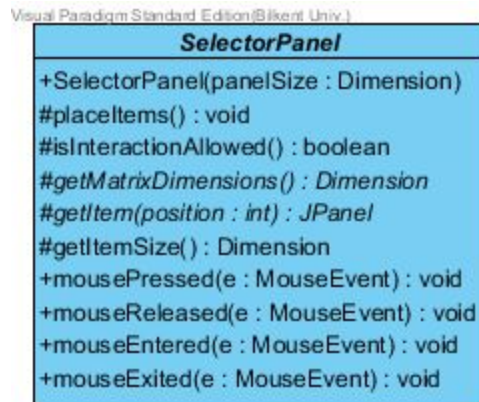 Visual Paradigm Standard Edition(Bilkent Univ.)
SelectorPanel
+SelectorPanel(panelSize : Dimension)
#placeItems() : void
#isInteractionAllowed() : boolean
#getMatrixDimensions() : Dimension
#getItem(position : int) : JPanel
#getItemSize() : Dimension
+mousePressed(e : MouseEvent) : void
+mouseReleased(e : MouseEvent) : void
+mouseEntered(e : MouseEvent) : void
+mouseExited(e : MouseEvent) : void